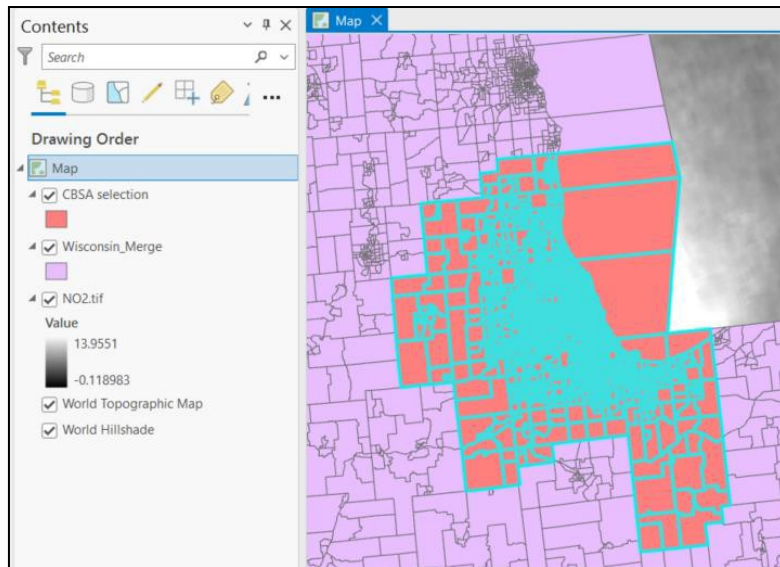 Contents
Search
...
Drawing Order
Map
CBSA selection
Wisconsin_Merge
NO2.tif
Value
13.9551
-0.118983
World Topographic Map
World Hillshade
Map